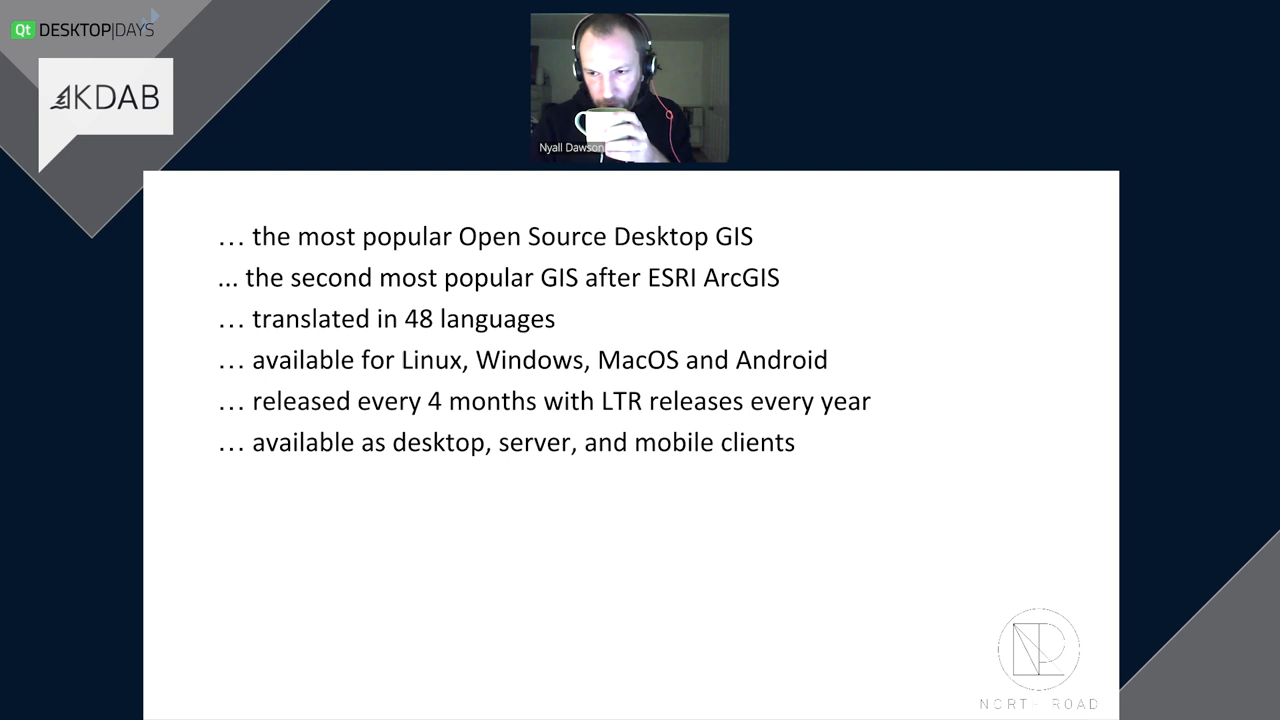 Qt DESKTOP|DAYS
KDAB
Nyall Dawson
… the most popular Open Source Desktop GIS
... the second most popular GIS after ESRI ArcGIS
… translated in 48 languages
… available for Linux, Windows, MacOS and Android
… released every 4 months with LTR releases every year
… available as desktop, server, and mobile clients
NORTH ROAD